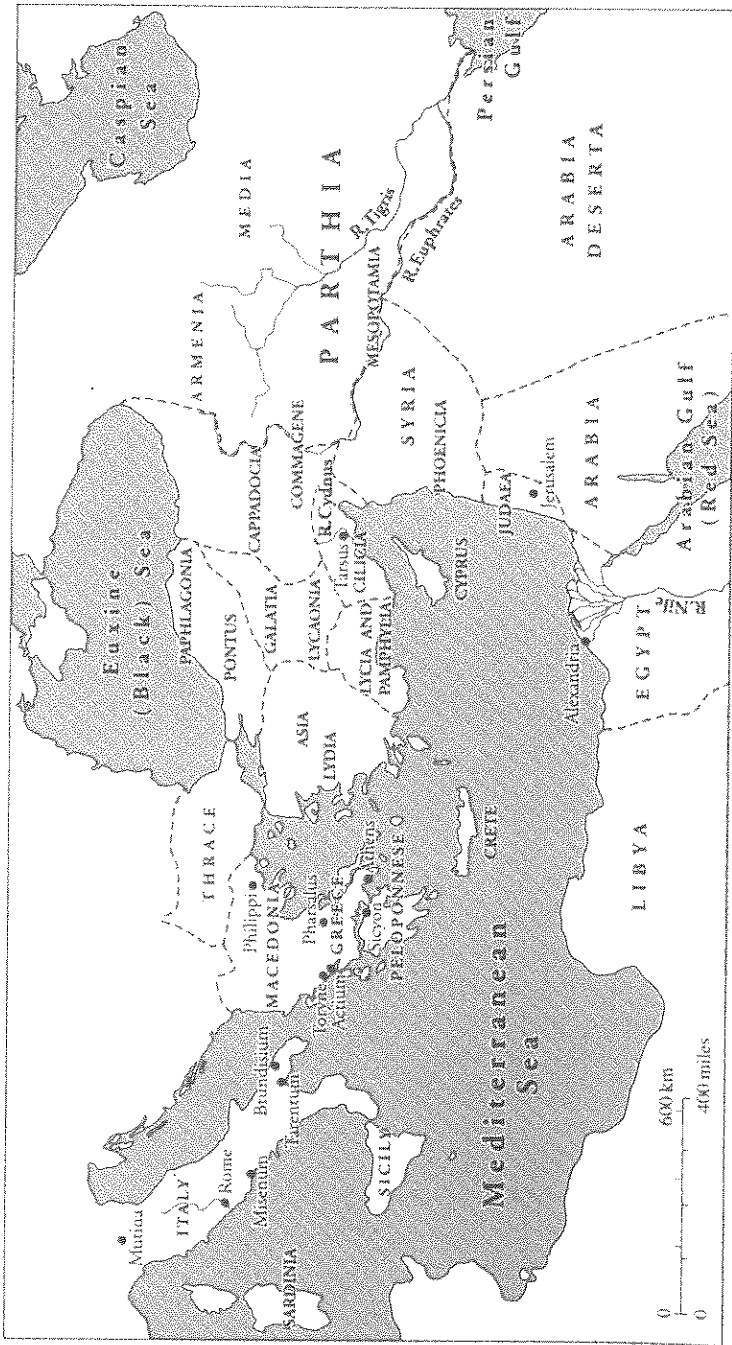 Caspian
Sea
Euxine
(Black) Sea
ARMENIA
MEDIA
PARTHIA
R. Tigris
R. Euphrates
MESOPOTAMIA
Persian
Gulf
ARABIA
DESERTA
PAPHLAGONIA
PONTUS
GALATIA
CAPPADOCIA
COMMAGENE
LYCAONIA
R. Cydnus
Tarsus
CILICIA
LYCIA AND
PAMPHYLIA
ASIA
LYDIA
CYPRUS
SYRIA
PHOENICIA
JUDAEA
Jerusalem
ARABIA
Arabian Gulf
(Red Sea)
R. Nile
Alexandria
EGYPT
LIBYA
CRETE
THRACE
Philippi
MACEDONIA
Pharsalus
GREECE
Athens
Sicyon
PELOPONNESE
Toryne
Actium
Brundisium
Tarentum
Mutina
ITALY
Rome
Misenum
SICILY
SARDINIA
Mediterranean
Sea
0 600 km
0 400 miles